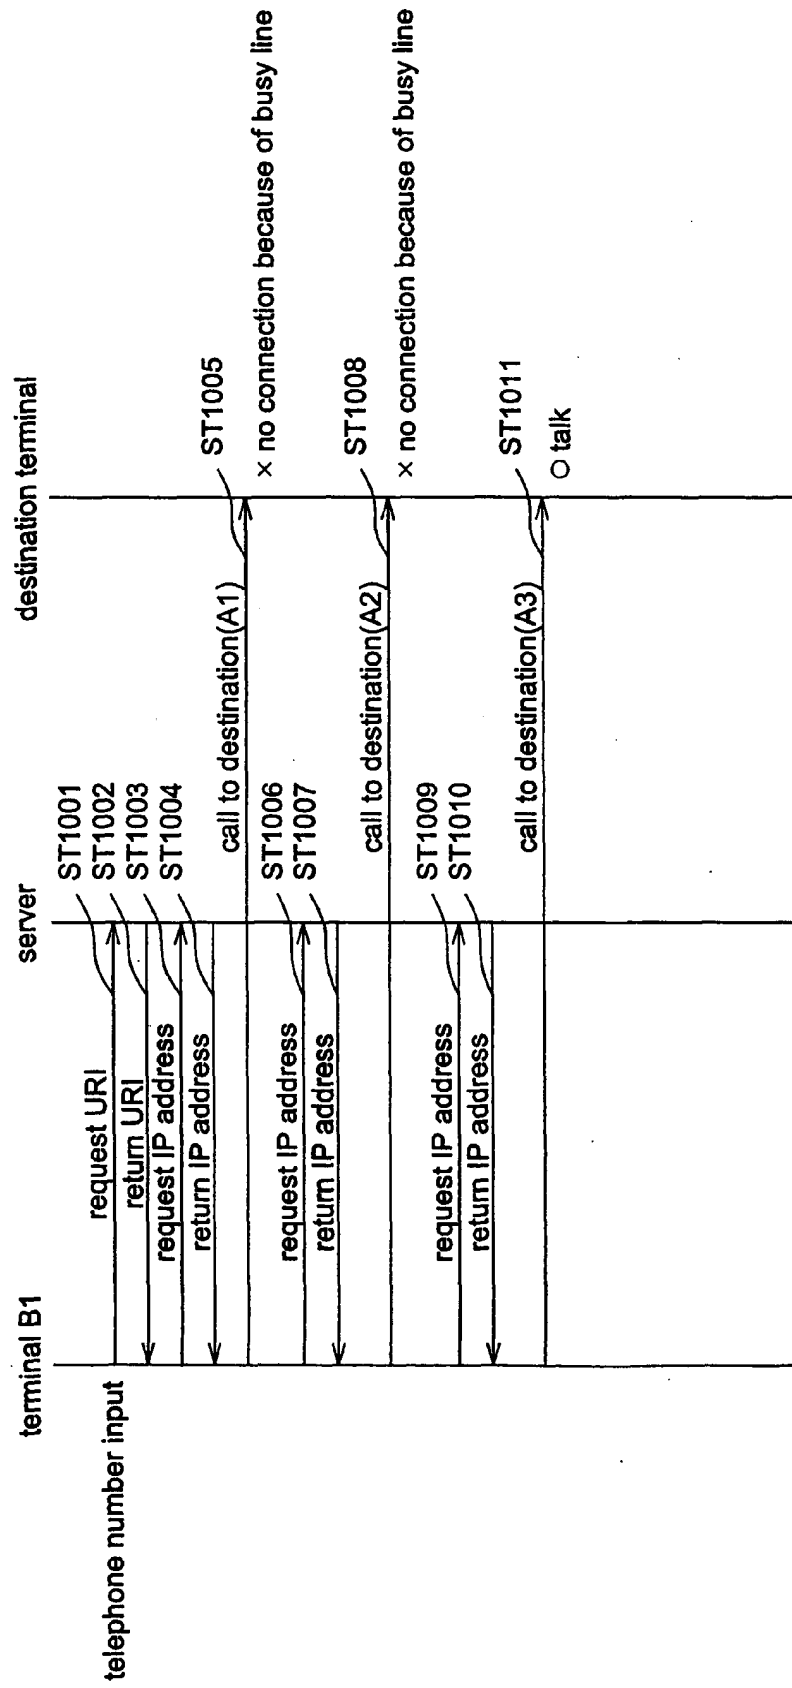 terminal B1
server
destination terminal
telephone number input
request URI
ST1001
return URI
ST1002
request IP address
ST1003
return IP address
ST1004
call to destination(A1)
ST1005
× no connection because of busy line
request IP address
ST1006
return IP address
ST1007
call to destination(A2)
ST1008
× no connection because of busy line
request IP address
ST1009
return IP address
ST1010
call to destination(A3)
ST1011
○ talk